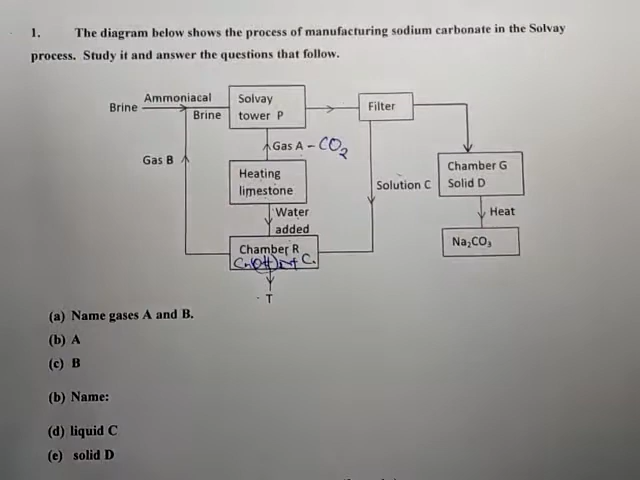 1. The diagram below shows the process of manufacturing sodium carbonate in the Solvay
process. Study it and answer the questions that follow.
Brine
Ammoniacal
Brine
Solvay
tower P
Filter
Gas A - CO2
Gas B
Heating
limestone
Solution C
Chamber G
Solid D
Water
added
Heat
Chamber R
Na₂CO₃
T
(a) Name gases A and B.
(b) A
(c) B
(b) Name:
(d) liquid C
(e) solid D